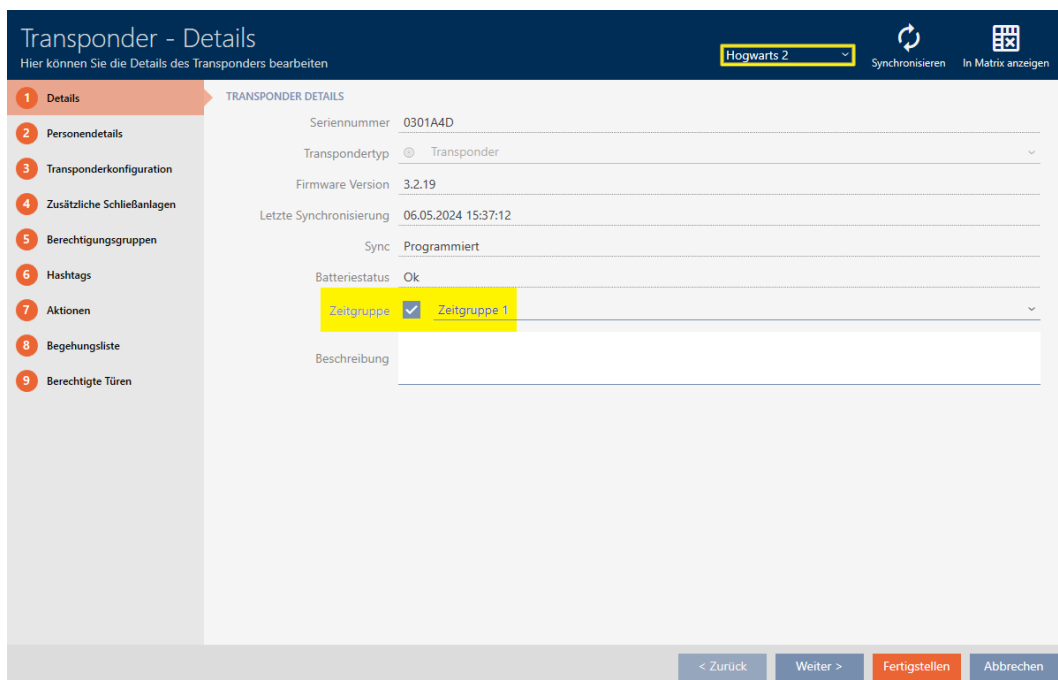 Transponder - Details
Hier können Sie die Details des Transponders bearbeiten
Hogwarts 2
Synchronisieren
In Matrix anzeigen
1 Details
2 Personendetails
3 Transponderkonfiguration
4 Zusätzliche Schließanlagen
5 Berechtigungsgruppen
6 Hashtags
7 Aktionen
8 Begehungsliste
9 Berechtigte Türen
TRANSPONDER DETAILS
Seriennummer 0301A4D
Transpondertyp Transponder
Firmware Version 3.2.19
Letzte Synchronisierung 06.05.2024 15:37:12
Sync Programmiert
Batteriestatus Ok
Zeitgruppe Zeitgruppe 1
Beschreibung
< Zurück
Weiter >
Fertigstellen
Abbrechen